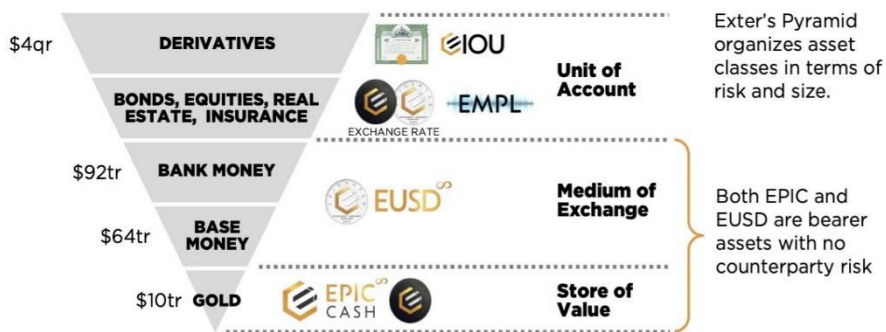 $4qr
DERIVATIVES
EIOU
Unit of
Account
Exter's Pyramid
organizes asset
classes in terms of
risk and size.
BONDS, EQUITIES, REAL
ESTATE, INSURANCE
EXCHANGE RATE
EMPL
$92tr
BANK MONEY
EUSD∞
Medium of
Exchange
Both EPIC and
EUSD are bearer
assets with no
counterparty risk
$64tr
BASE
MONEY
$10tr
GOLD
EPIC∞
CASH
Store of
Value